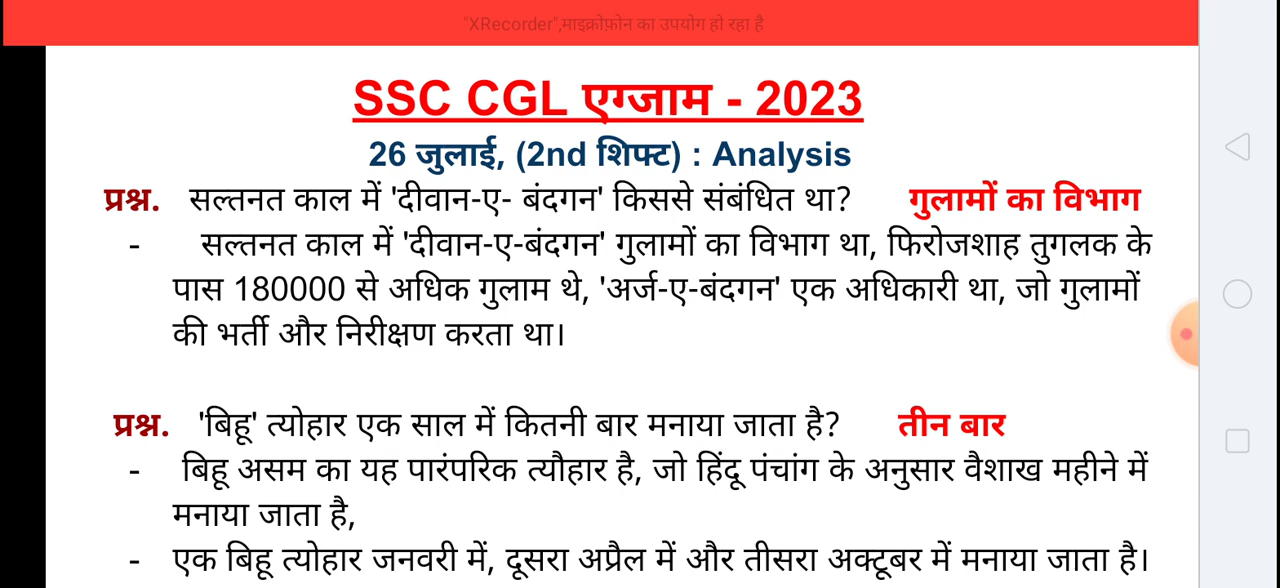 "XRecorder",माइक्रोफ़ोन का उपयोग हो रहा है
SSC CGL एग्जाम - 2023
26 जुलाई, (2nd शिफ्ट) : Analysis
प्रश्न. सल्तनत काल में 'दीवान-ए- बंदगन' किससे संबंधित था? गुलामों का विभाग
- सल्तनत काल में 'दीवान-ए-बंदगन' गुलामों का विभाग था, फिरोजशाह तुगलक के
पास 180000 से अधिक गुलाम थे, 'अर्ज-ए-बंदगन' एक अधिकारी था, जो गुलामों
की भर्ती और निरीक्षण करता था।
प्रश्न. 'बिहू' त्योहार एक साल में कितनी बार मनाया जाता है? तीन बार
- बिहू असम का यह पारंपरिक त्यौहार है, जो हिंदू पंचांग के अनुसार वैशाख महीने में
मनाया जाता है,
- एक बिहू त्योहार जनवरी में, दूसरा अप्रैल में और तीसरा अक्टूबर में मनाया जाता है।